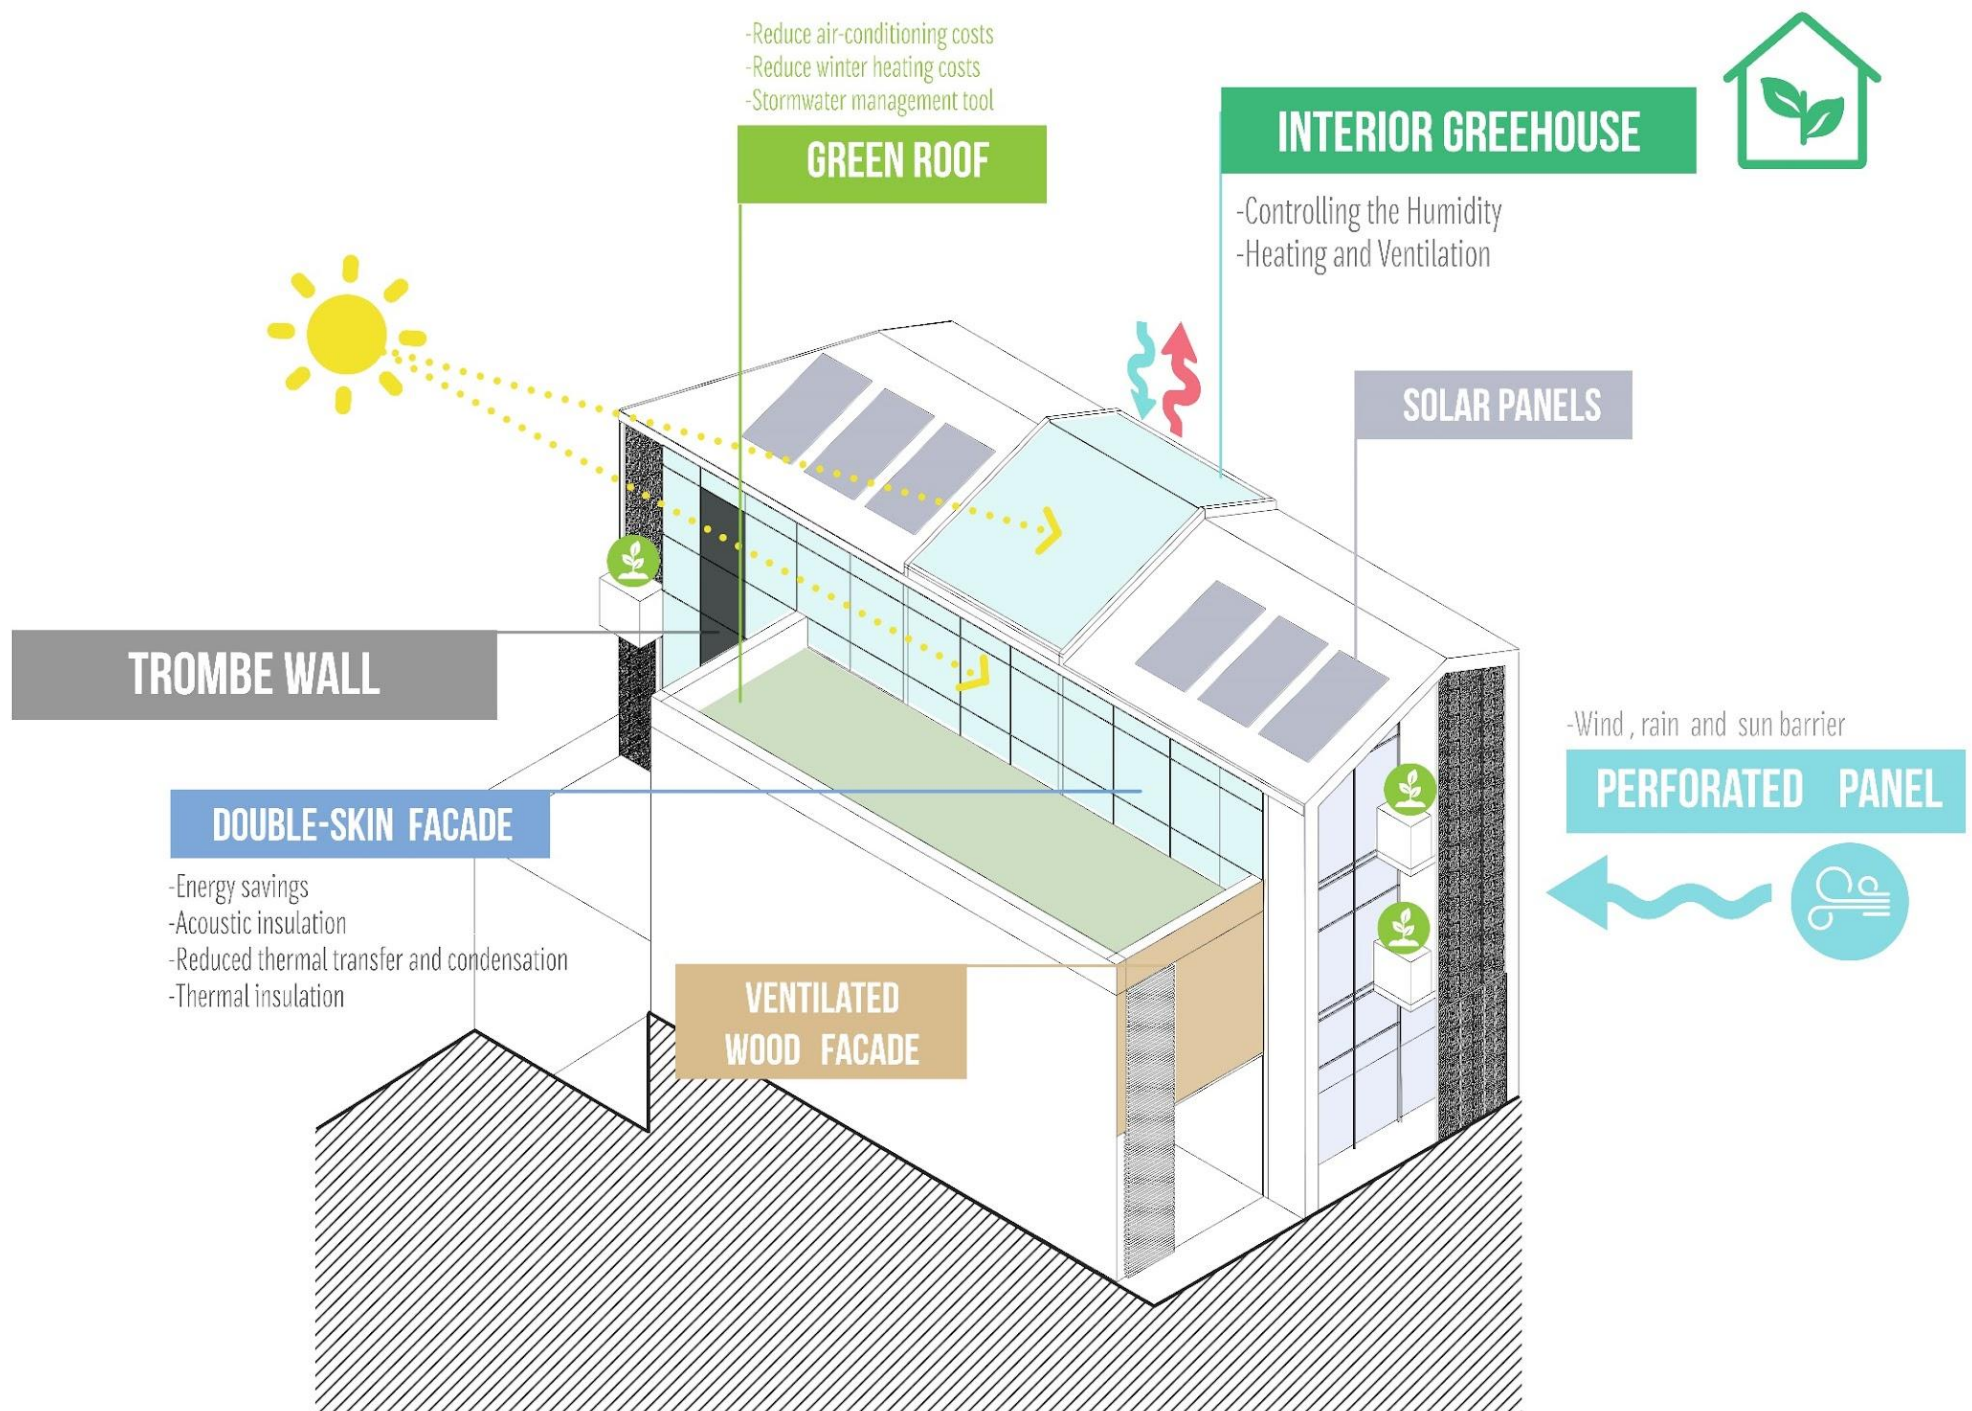 -Reduce air-conditioning costs
-Reduce winter heating costs
-Stormwater management tool
GREEN ROOF
INTERIOR GREEHOUSE
-Controlling the Humidity
-Heating and Ventilation
SOLAR PANELS
TROMBE WALL
-Wind , rain and sun barrier
PERFORATED PANEL
DOUBLE-SKIN FACADE
-Energy savings
-Acoustic insulation
-Reduced thermal transfer and condensation
-Thermal insulation
VENTILATED
WOOD FACADE